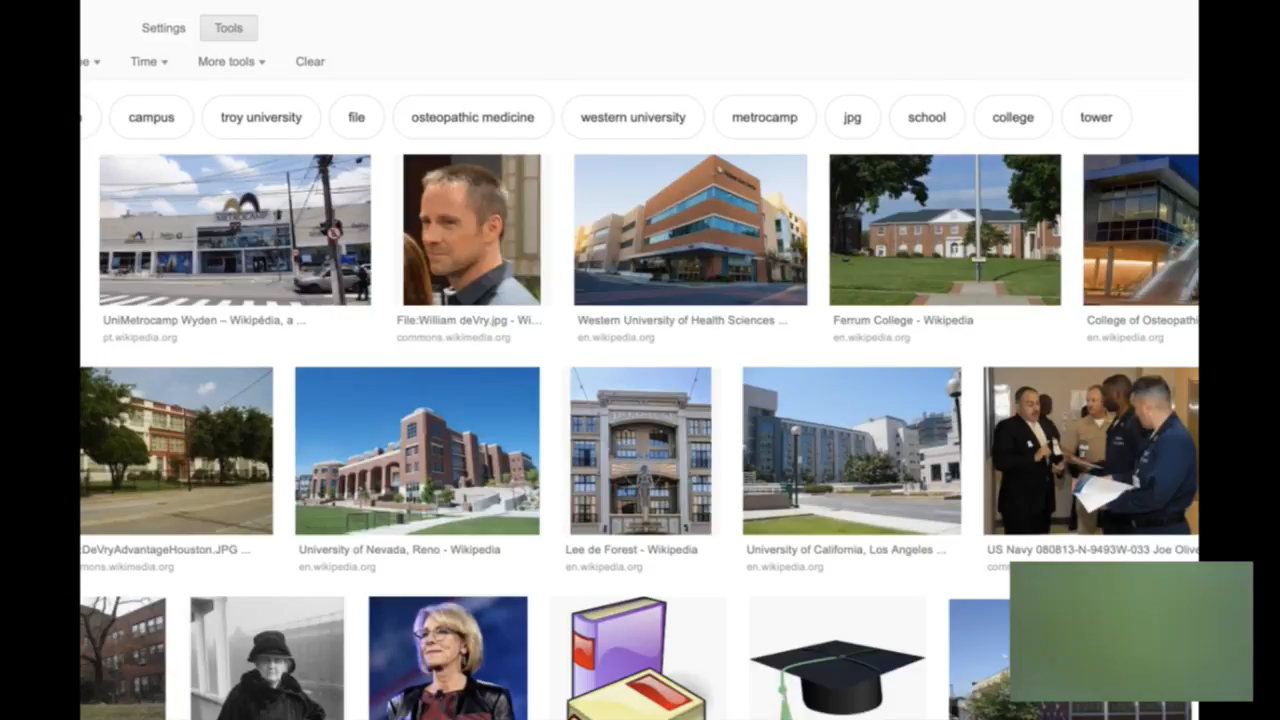 Settings Tools
Time More tools Clear
campus troy university file osteopathic medicine western university metrocamp jpg school college tower
METROCAMP
UniMetrocamp Wyden – Wikipédia, a ... File:William deVry.jpg - Wi... Western University of Health Sciences ... Ferrum College - Wikipedia College of Osteopathi
pt.wikipedia.org commons.wikimedia.org en.wikipedia.org en.wikipedia.org en.wikipedia.org
:DeVryAdvantageHouston.JPG ... University of Nevada, Reno - Wikipedia Lee de Forest - Wikipedia University of California, Los Angeles ... US Navy 080813-N-9493W-033 Joe Olive
mons.wikimedia.org en.wikipedia.org en.wikipedia.org en.wikipedia.org com